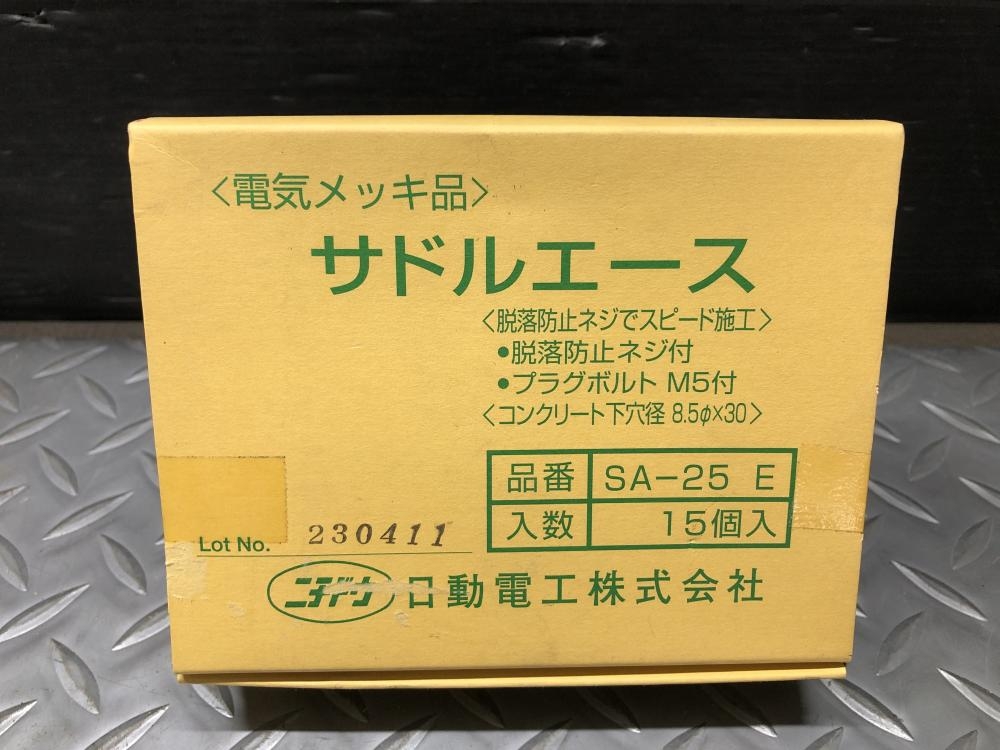 <電気メッキ品>
サドルエース
<脱落防止ネジでスピード施工>
•脱落防止ネジ付
•プラグボルト M5付
<コンクリート下穴径 8.5φ×30>
品番 SA-25 E
入数 15個入
Lot No. 230411
ニチドウ 日動電工株式会社